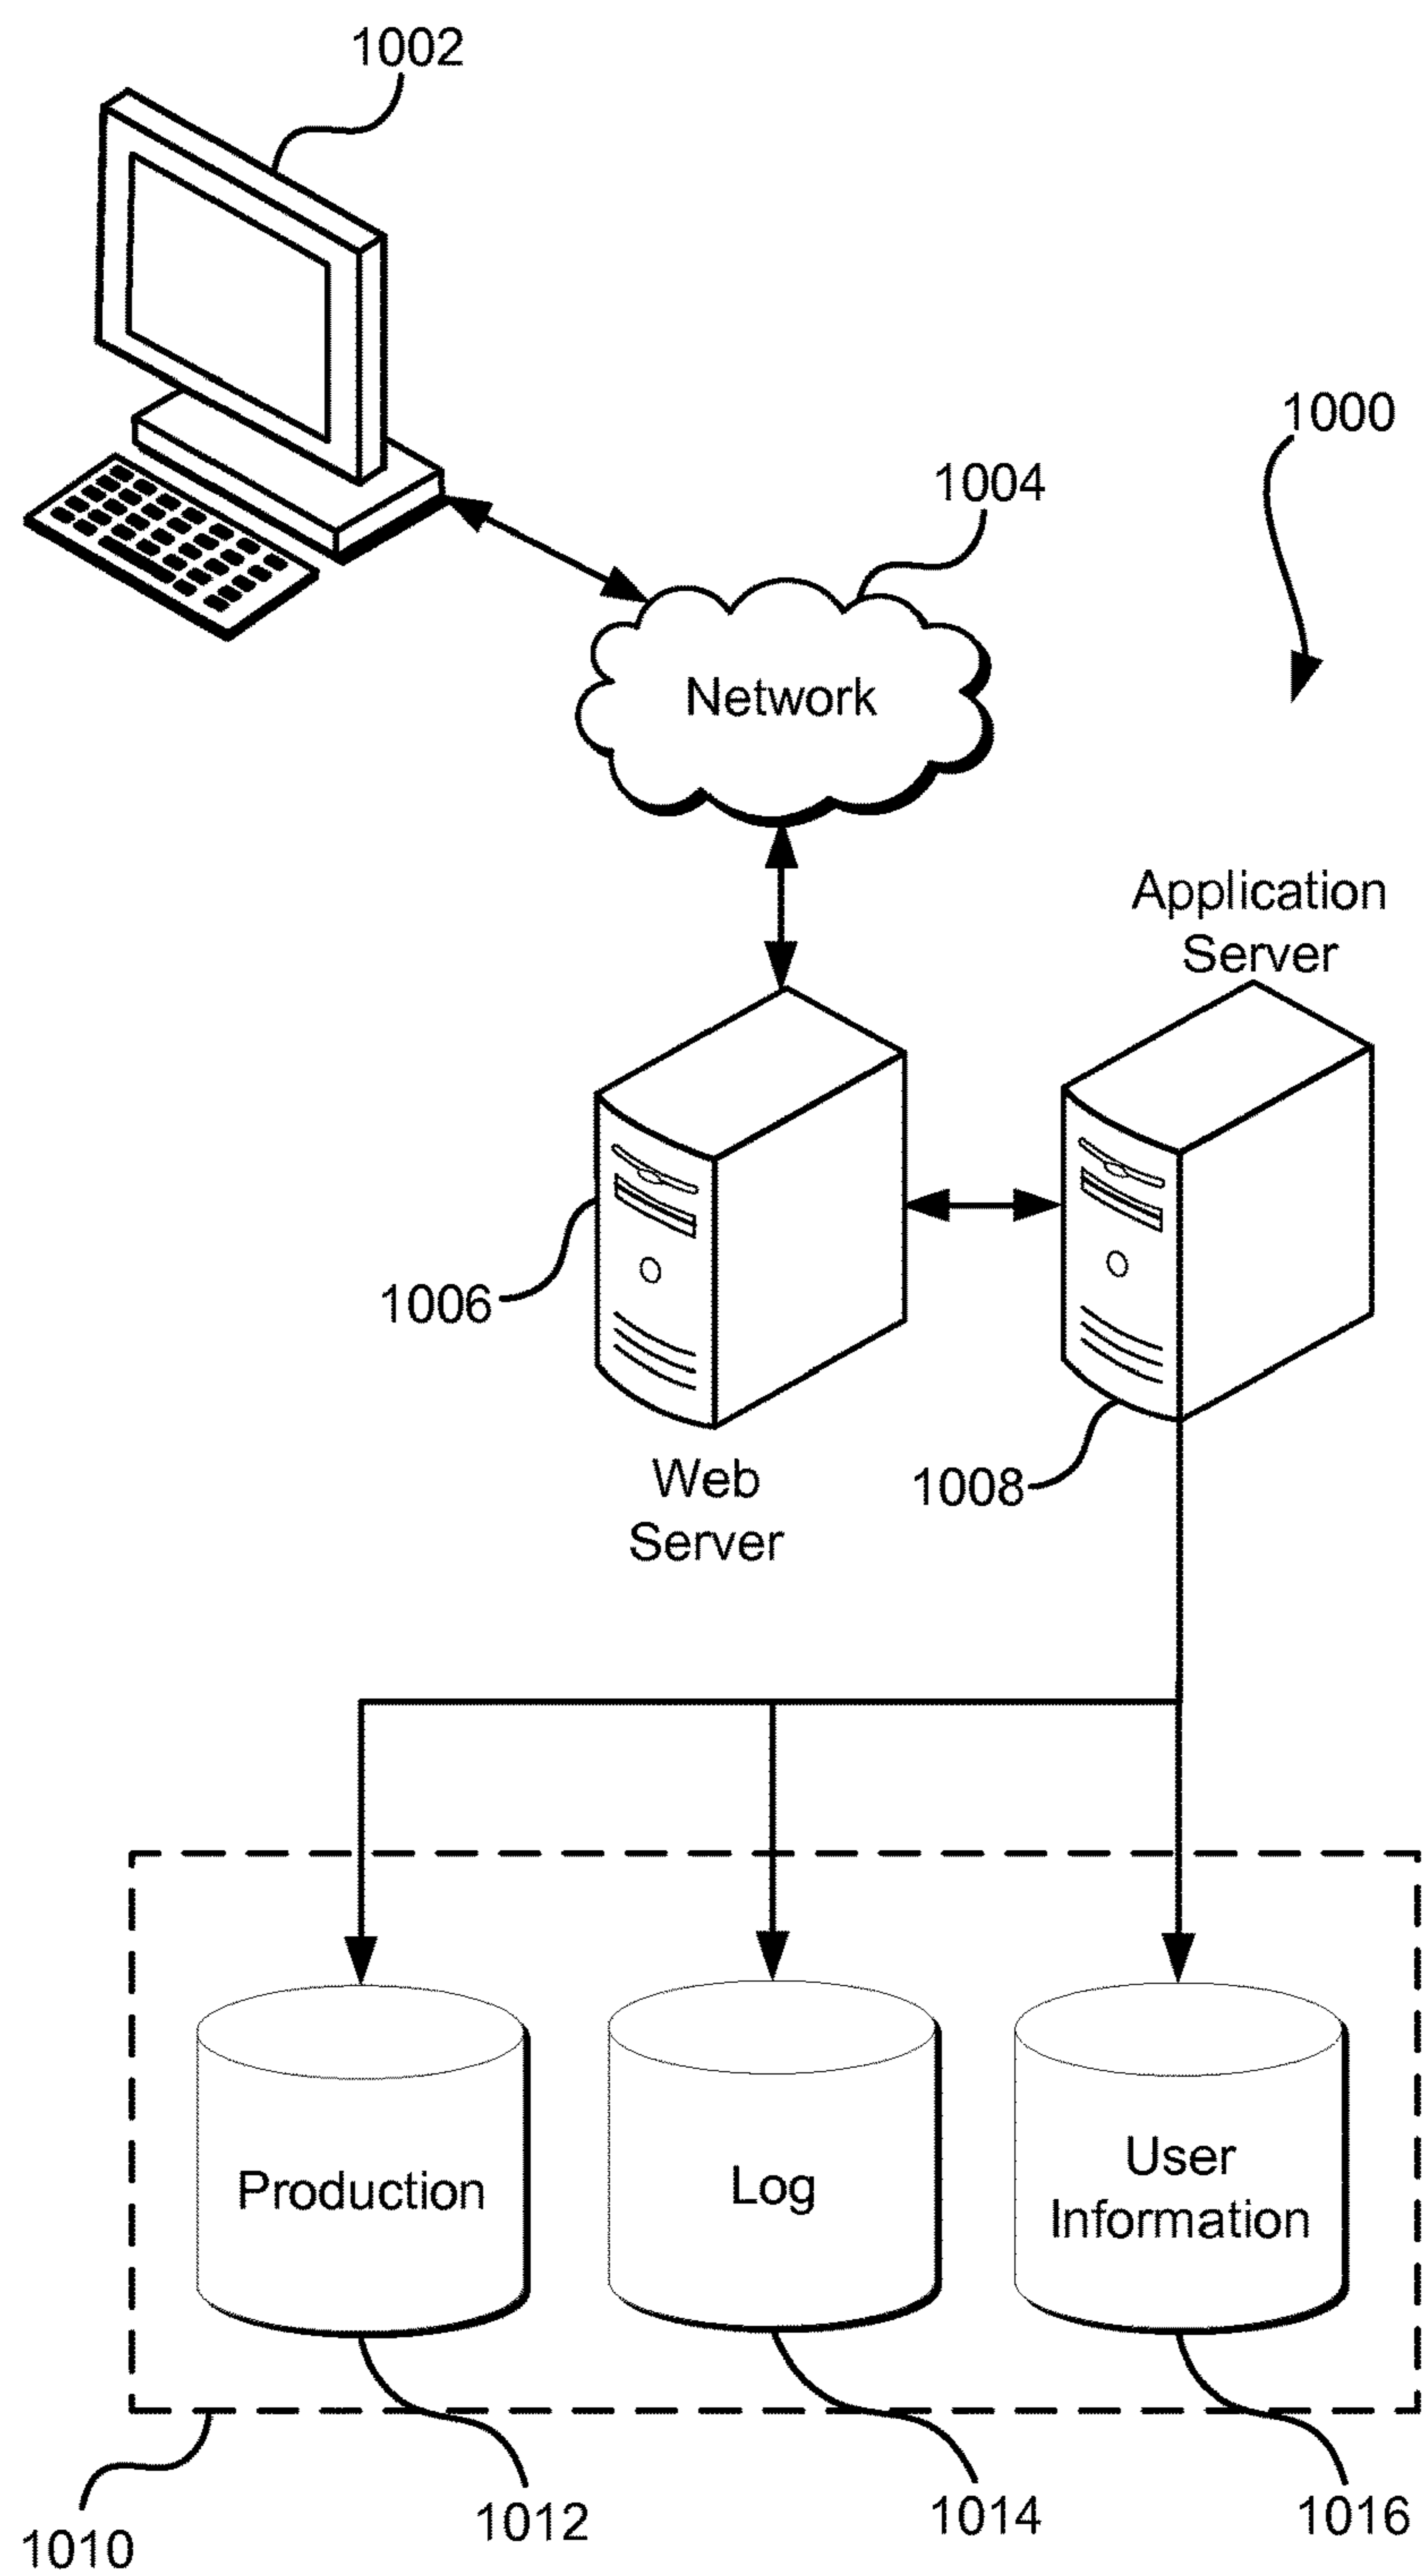 1002
1000
1004
Network
Application
Server
1006
Web
Server
1008
Production
Log
User
Information
1010
1012
1014
1016